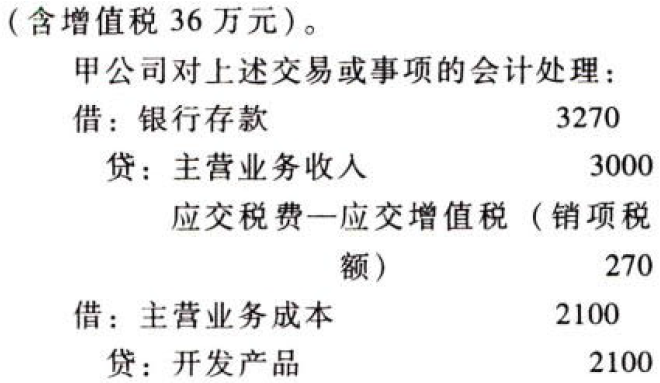 (含增值税 36 万元)。
甲公司对上述交易或事项的会计处理：
借：银行存款 3270
贷：主营业务收入 3000
应交税费—应交增值税（销项税
额） 270
借：主营业务成本 2100
贷：开发产品 2100